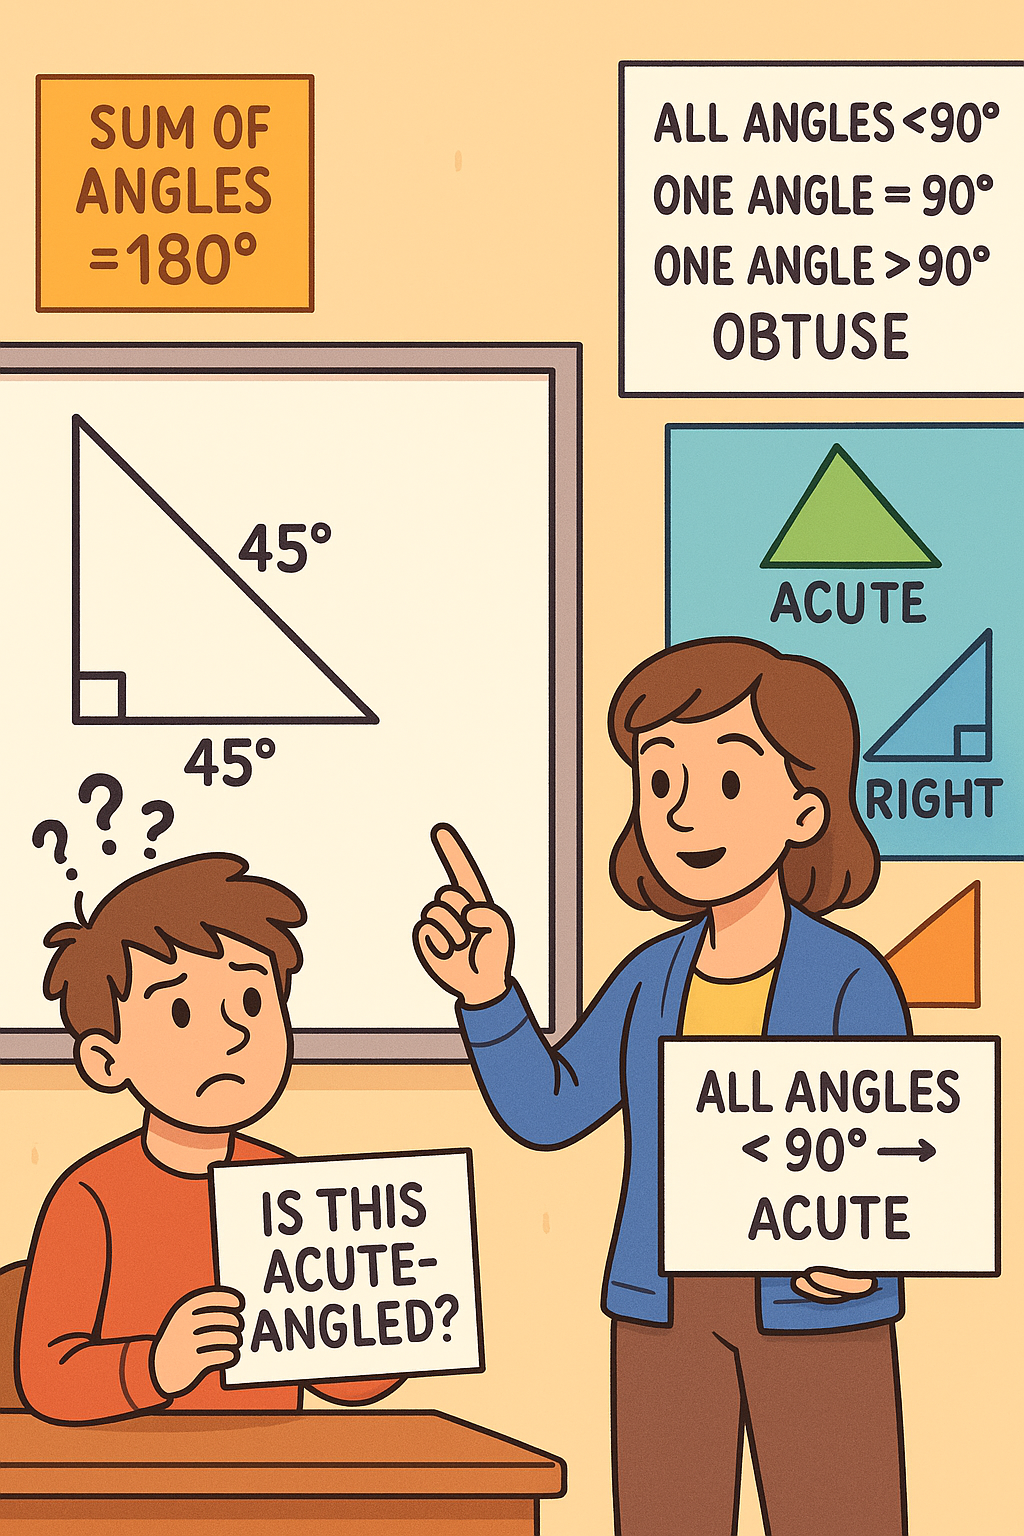 SUM OF
ANGLES
=180°
ALL ANGLES<90°
ONE ANGLE = 90°
ONE ANGLE > 90°
OBTUSE
45°
45°
ACUTE
RIGHT
? ? ?
IS THIS
ACUTE-
ANGLED?
ALL ANGLES
< 90° →
ACUTE